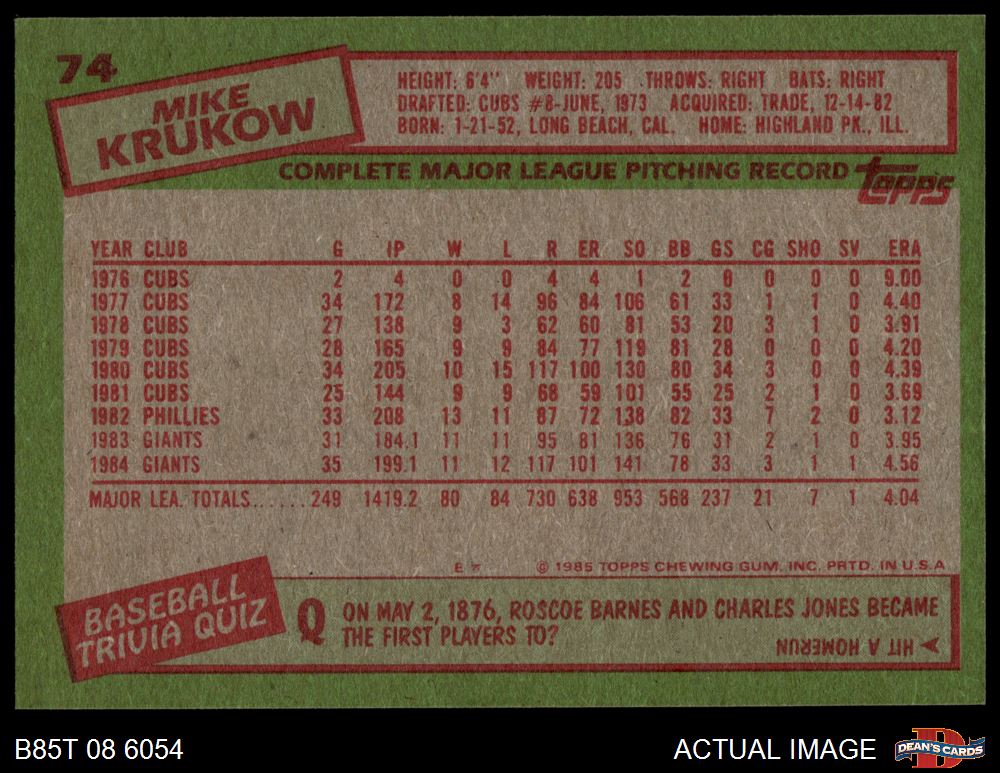 74
MIKE
KRUKOW
HEIGHT: 6'4" WEIGHT: 205 THROWS: RIGHT BATS: RIGHT
DRAFTED: CUBS #8-JUNE, 1973 ACQUIRED: TRADE, 12-14-82
BORN: 1-21-52, LONG BEACH, CAL. HOME: HIGHLAND PK., ILL.
COMPLETE MAJOR LEAGUE PITCHING RECORD topps
YEAR CLUB G IP W L R ER SO BB GS CG SHO SV ERA
1976 CUBS 2 4 0 0 4 4 1 2 0 0 0 0 9.00
1977 CUBS 34 172 8 14 96 84 106 61 33 1 1 0 4.40
1978 CUBS 27 138 9 3 62 60 81 53 20 3 1 0 3.91
1979 CUBS 28 165 9 9 84 77 119 81 28 0 0 0 4.20
1980 CUBS 34 205 10 15 117 100 130 80 34 3 0 0 4.39
1981 CUBS 25 144 9 9 68 59 101 55 25 2 1 0 3.69
1982 PHILLIES 33 208 13 11 87 72 138 82 33 7 2 0 3.12
1983 GIANTS 31 184.1 11 11 95 81 136 76 31 2 1 0 3.95
1984 GIANTS 35 199.1 11 12 117 101 141 78 33 3 1 1 4.56
MAJOR LEA. TOTALS...... 249 1419.2 80 84 730 638 953 568 237 21 7 1 4.04
© 1985 TOPPS CHEWING GUM, INC. PRTD. IN U.S.A.
BASEBALL
TRIVIA QUIZ
Q ON MAY 2, 1876, ROSCOE BARNES AND CHARLES JONES BECAME
THE FIRST PLAYERS TO?
HIT A HOMERUN
B85T 08 6054
ACTUAL IMAGE
D
DEAN'S CARDS